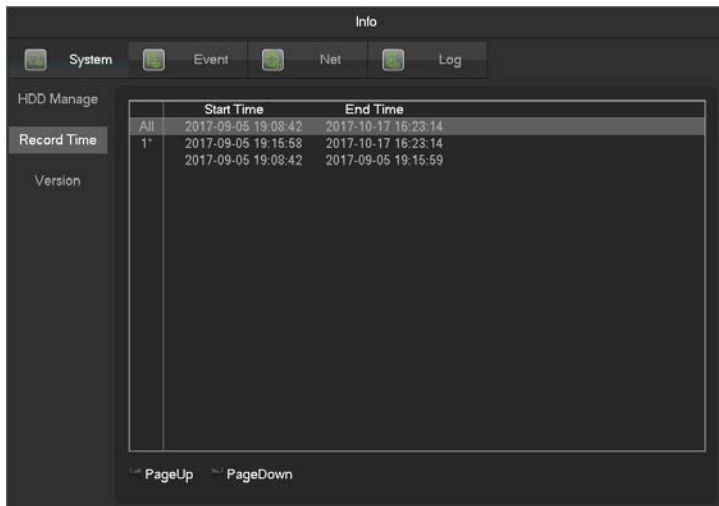 Info
System Event Net Log
HDD Manage
Record Time
Version
Start Time End Time
All 2017-09-05 19:08:42 2017-10-17 16:23:14
1* 2017-09-05 19:15:58 2017-10-17 16:23:14
2017-09-05 19:08:42 2017-09-05 19:15:59
PageUp PageDown